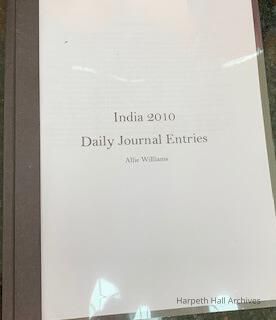 India 2010
Daily Journal Entries
Allie Williams
Harpeth Hall Archives